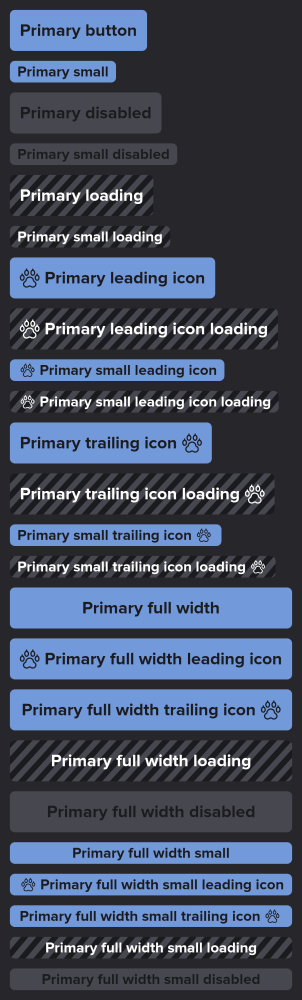 Primary button
Primary small
Primary disabled
Primary small disabled
Primary loading
Primary small loading
Primary leading icon
Primary leading icon loading
Primary small leading icon
Primary small leading icon loading
Primary trailing icon
Primary trailing icon loading
Primary small trailing icon
Primary small trailing icon loading
Primary full width
Primary full width leading icon
Primary full width trailing icon
Primary full width loading
Primary full width disabled
Primary full width small
Primary full width small leading icon
Primary full width small trailing icon
Primary full width small loading
Primary full width small disabled